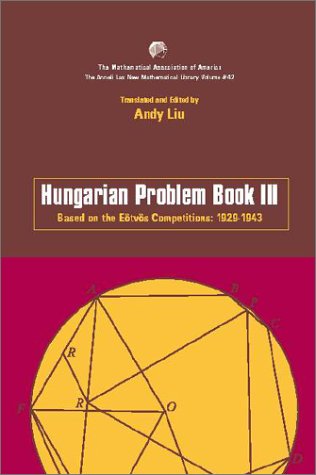 The Mathematical Association of America
The Anneli Lax New Mathematical Library Volume #42
Translated and Edited by
Andy Liu
Hungarian Problem Book III
Based on the Eötvös Competitions: 1929-1943
A
B
P
G
R
F
R
O
D